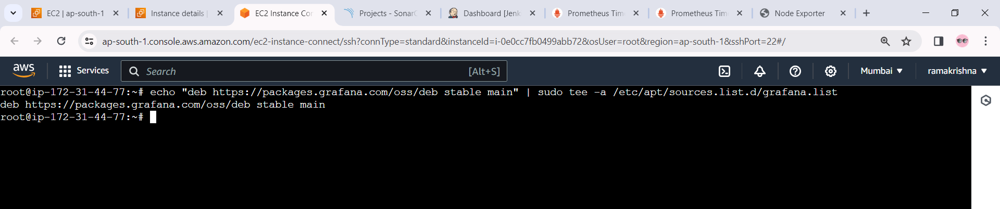 EC2 | ap-south-1
Instance details |
EC2 Instance Con
Projects - SonarQ
Dashboard [Jenk
Prometheus Tim
Prometheus Tim
Node Exporter
ap-south-1.console.aws.amazon.com/ec2-instance-connect/ssh?connType=standard&instanceId=i-0e0cc7fb0499abb72&osUser=root&region=ap-south-1&sshPort=22#/
aws
Services
Search
[Alt+S]
Mumbai
ramakrishna
root@ip-172-31-44-77:~# echo "deb https://packages.grafana.com/oss/deb stable main" | sudo tee -a /etc/apt/sources.list.d/grafana.list
deb https://packages.grafana.com/oss/deb stable main
root@ip-172-31-44-77:~#